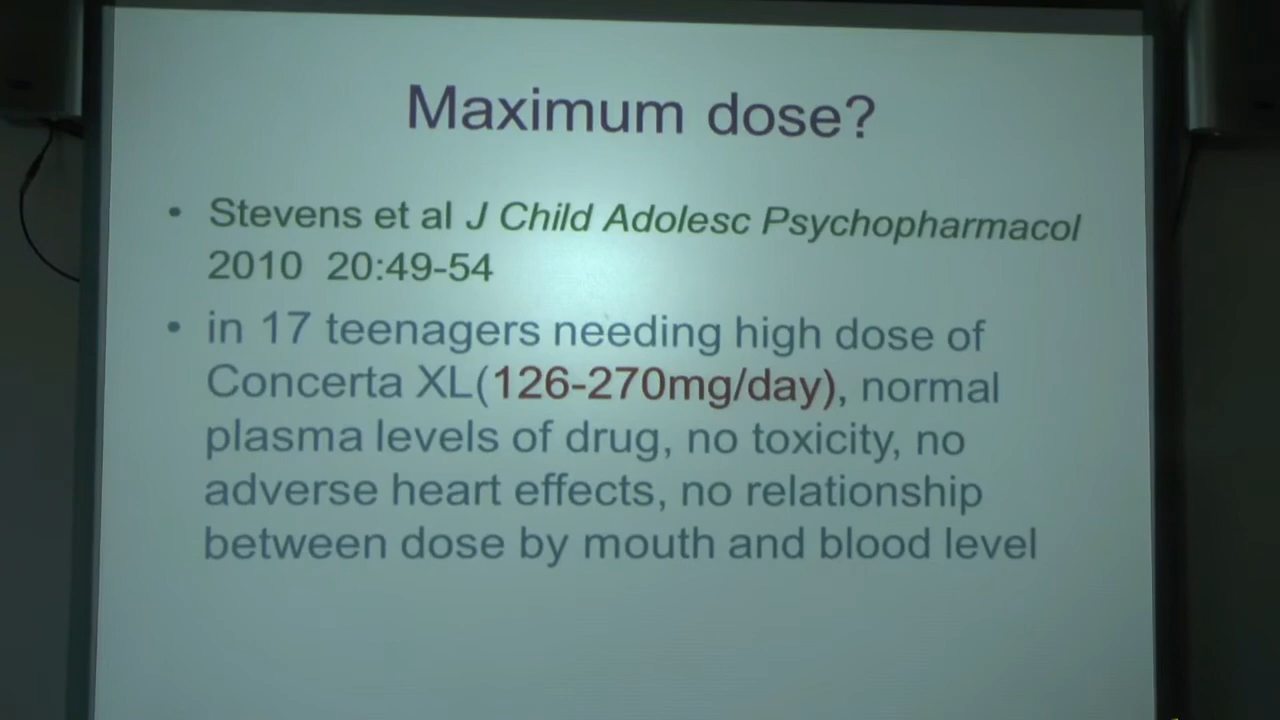 Maximum dose?
• Stevens et al J Child Adolesc Psychopharmacol
2010 20:49-54
• in 17 teenagers needing high dose of
Concerta XL(126-270mg/day), normal
plasma levels of drug, no toxicity, no
adverse heart effects, no relationship
between dose by mouth and blood level